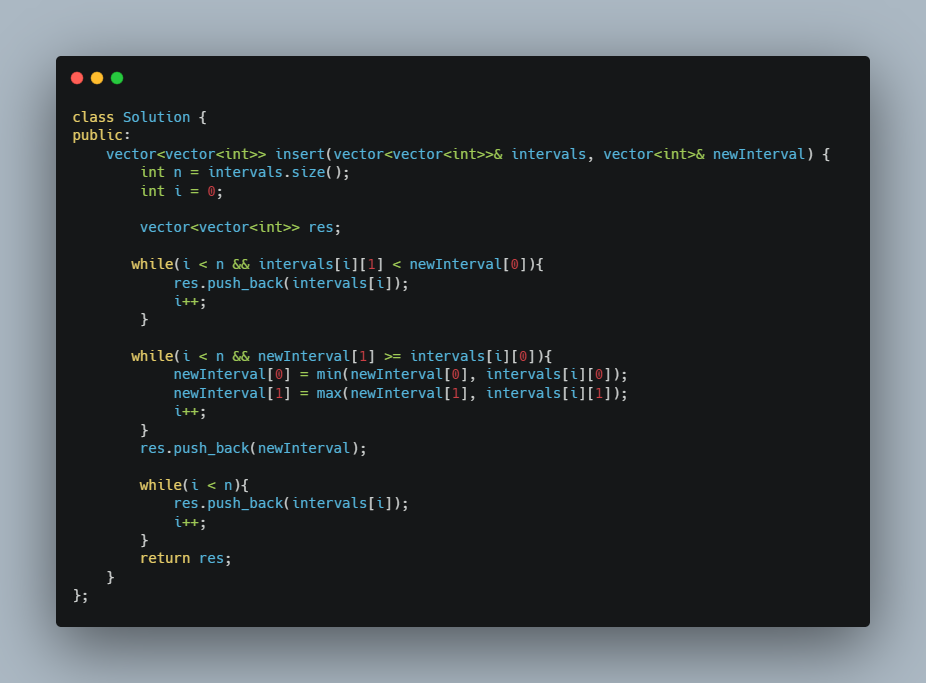 class Solution {
public:
    vector<vector<int>> insert(vector<vector<int>>& intervals, vector<int>& newInterval) {
        int n = intervals.size();
        int i = 0;

        vector<vector<int>> res;

       while(i < n && intervals[i][1] < newInterval[0]){
            res.push_back(intervals[i]);
            i++;
        }

       while(i < n && newInterval[1] >= intervals[i][0]){
            newInterval[0] = min(newInterval[0], intervals[i][0]);
            newInterval[1] = max(newInterval[1], intervals[i][1]);
            i++;
        }
        res.push_back(newInterval);

        while(i < n){
            res.push_back(intervals[i]);
            i++;
        }
        return res;
    }
};